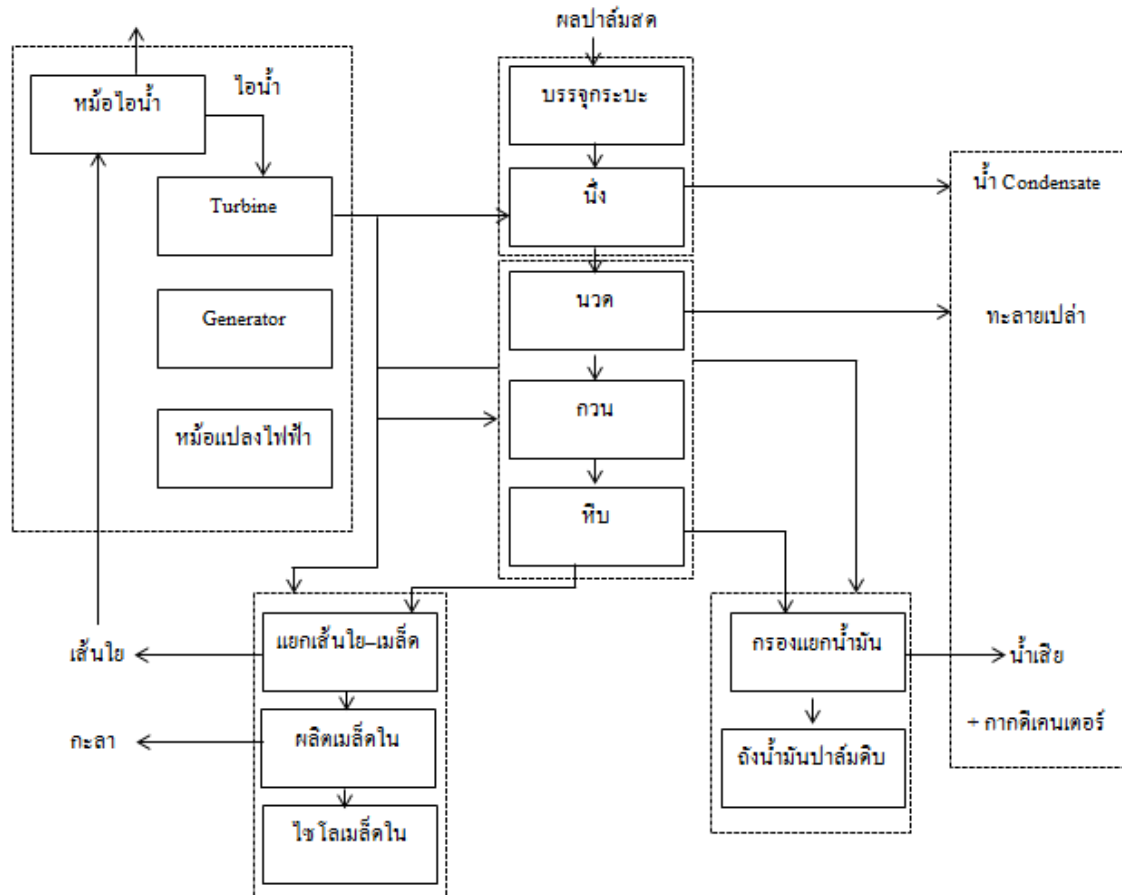 ผลปาล์มสด
หม้อไอน้ำ
ไอน้ำ
Turbine
Generator
หม้อแปลงไฟฟ้า
บรรจุกระบะ
นึ่ง
นวด
กวน
หีบ
น้ำ Condensate
ทะลายเปล่า
น้ำเสีย
+ กากดีเคนเตอร์
เส้นใย
กะลา
แยกเส้นใย–เมล็ด
ผลิตเมล็ดใน
ไซโลเมล็ดใน
กรองแยกน้ำมัน
ถังน้ำมันปาล์มดิบ